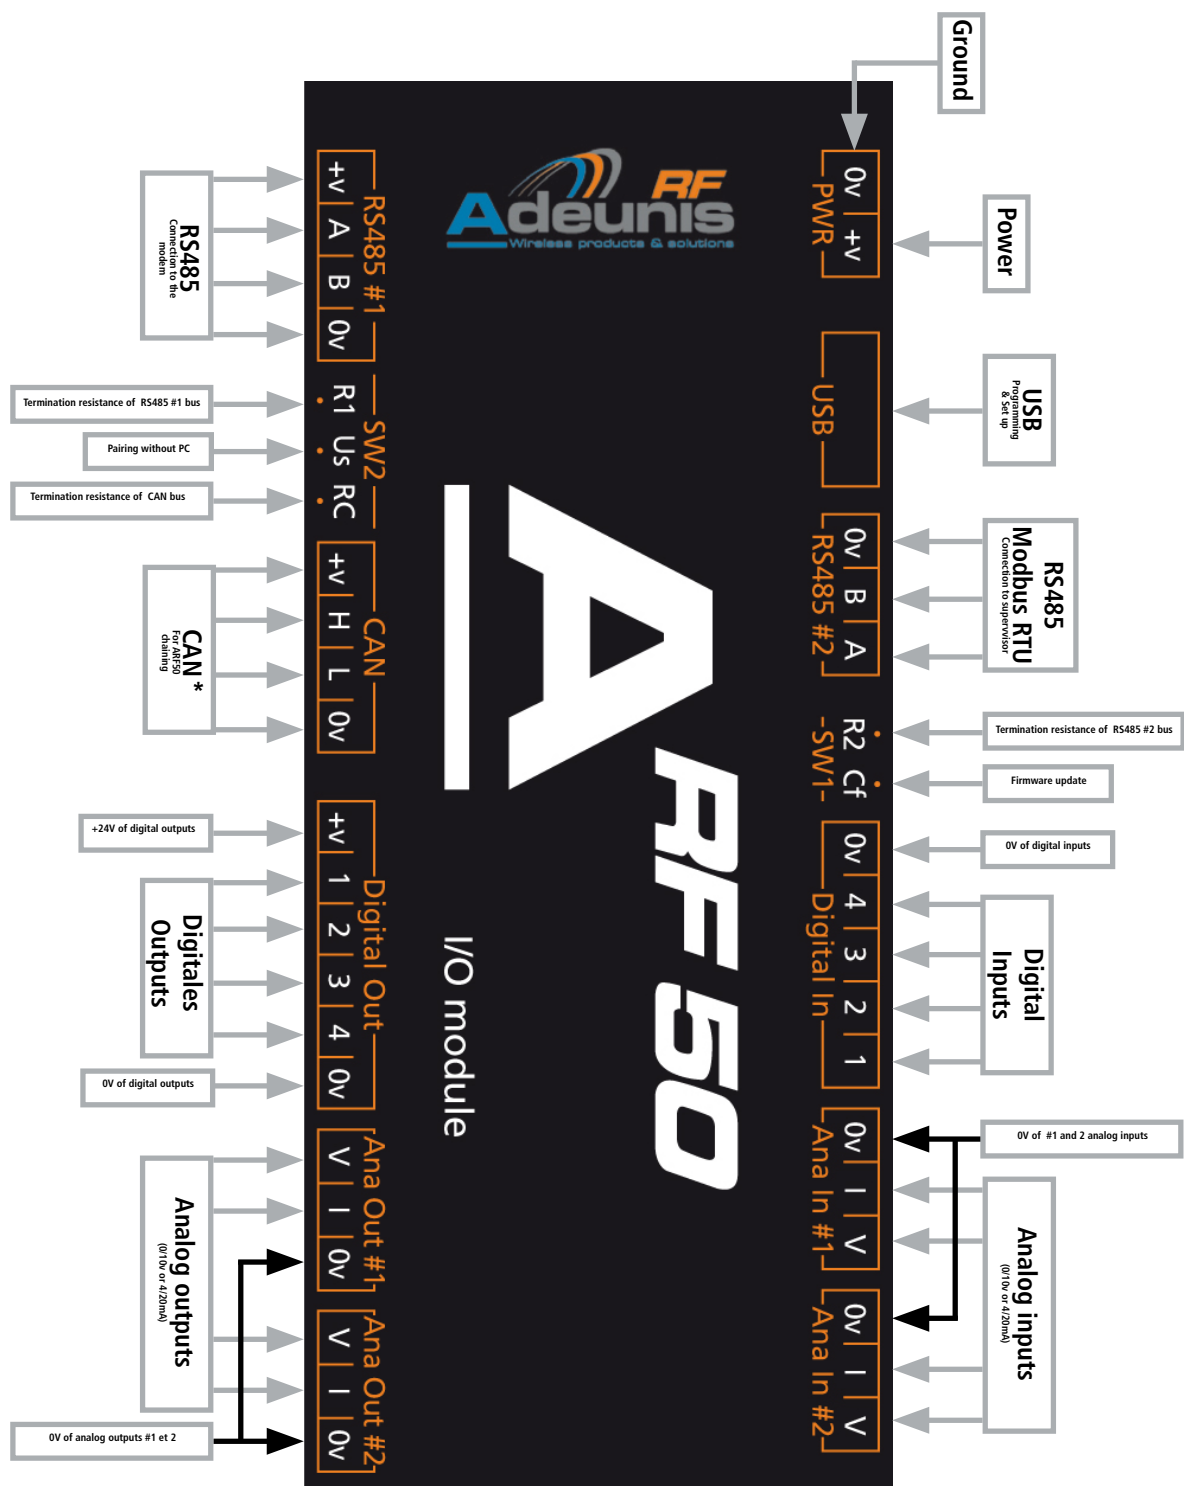 Ground
Power
USB
Programming
& Set up
RS485
Modbus RTU
Connection to supervvisor
Termination resistance of RS485 #2 bus
Firmware update
0V of digital inputs
Digital
Inputs
0V of #1 and 2 analog inputs
Analog inputs
(0/10v or 4/20mA)
0v +v
PWR
USB
0v B A
RS485 #2
R2 Cf
SW1
0v 4 3 2 1
Digital In
0v I V
Ana In #1
0v I V
Ana In #2
Adeunis RF
Wireless products & solutions
ARF 50
I/O module
RS485 #1
+v A B 0v
SW2
R1 Us RC
CAN
+v H L 0v
Digital Out
+v 1 2 3 4 0v
Ana Out #1
V I 0v
Ana Out #2
V I 0v
RS485
Connection to the
modem
Termination resistance of RS485 #1 bus
Pairing without PC
Termination resistance of CAN bus
CAN *
For ARF50
chaining
+24V of digital outputs
Digitales
Outputs
0V of digital outputs
Analog outputs
(0/10v or 4/20mA)
0V of analog outputs #1 et 2